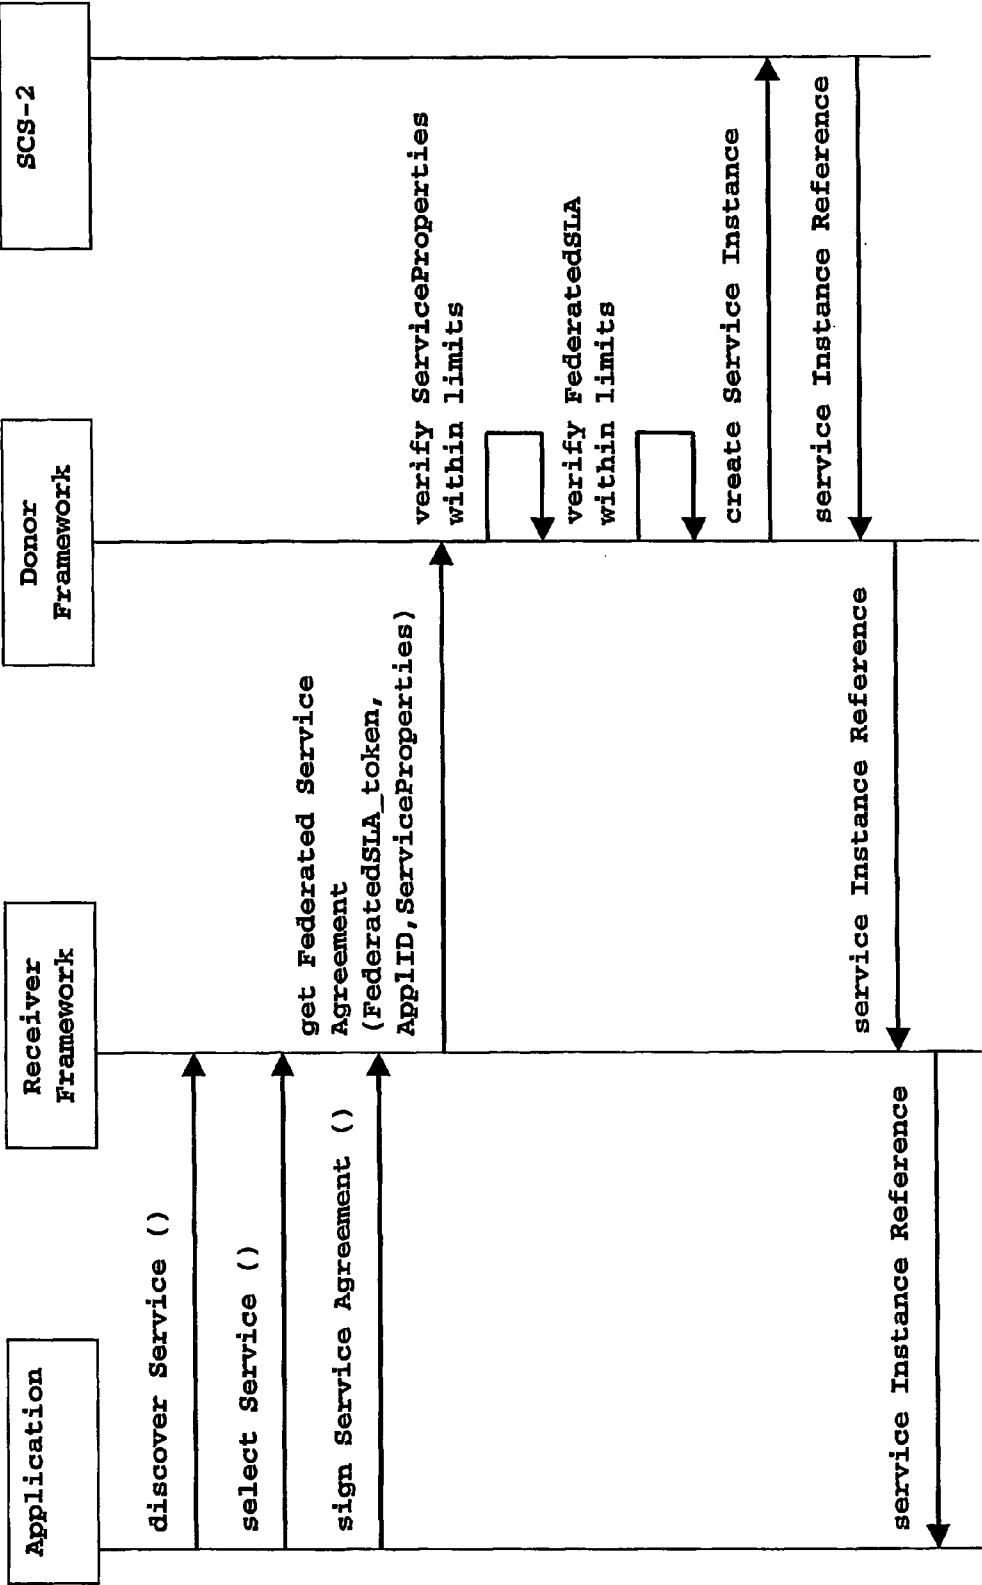 Application
Receiver
Framework
Donor
Framework
SCS-2
discover Service ()
select Service ()
sign Service Agreement ()
get Federated Service
Agreement
(FederatedSLA_token,
ApplID,ServiceProperties)
verify ServiceProperties
within limits
verify FederatedSLA
within limits
create Service Instance
service Instance Reference
service Instance Reference
service Instance Reference